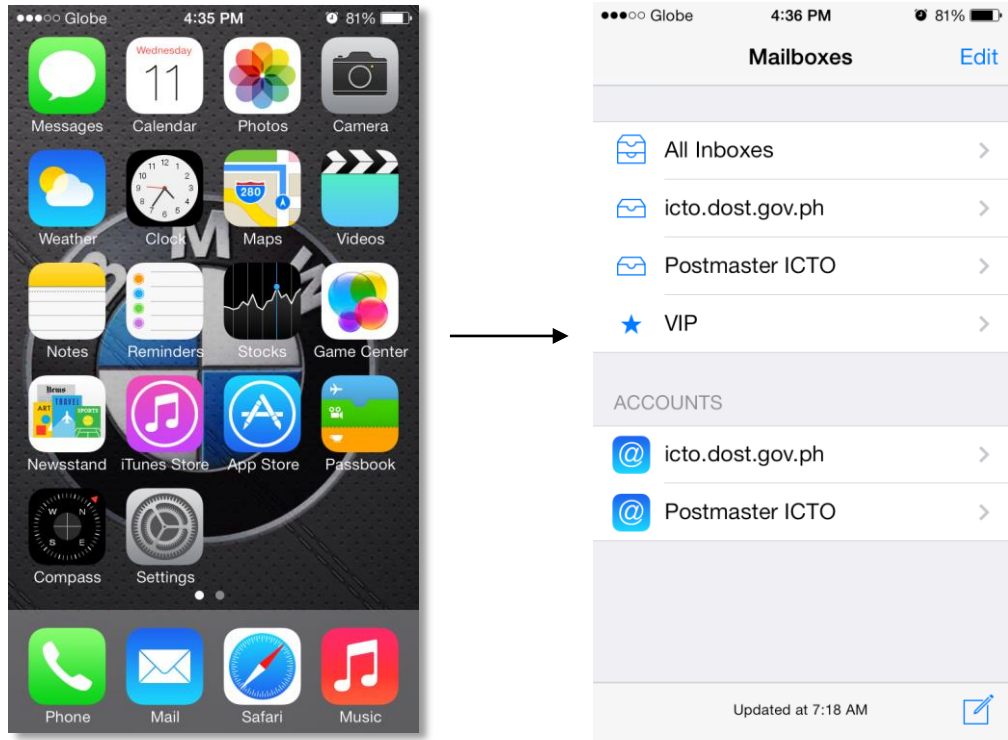 Globe 4:35 PM 81%
Wednesday
11
Messages Calendar Photos Camera
280
Weather Clock Maps Videos
Notes Reminders Stocks Game Center
News
TRAVEL
ART SPORTS
Newsstand iTunes Store App Store Passbook
W N
S E
Compass Settings
Phone Mail Safari Music
Globe 4:36 PM 81%
Mailboxes Edit
All Inboxes
icto.dost.gov.ph
Postmaster ICTO
VIP
ACCOUNTS
@ icto.dost.gov.ph
@ Postmaster ICTO
Updated at 7:18 AM